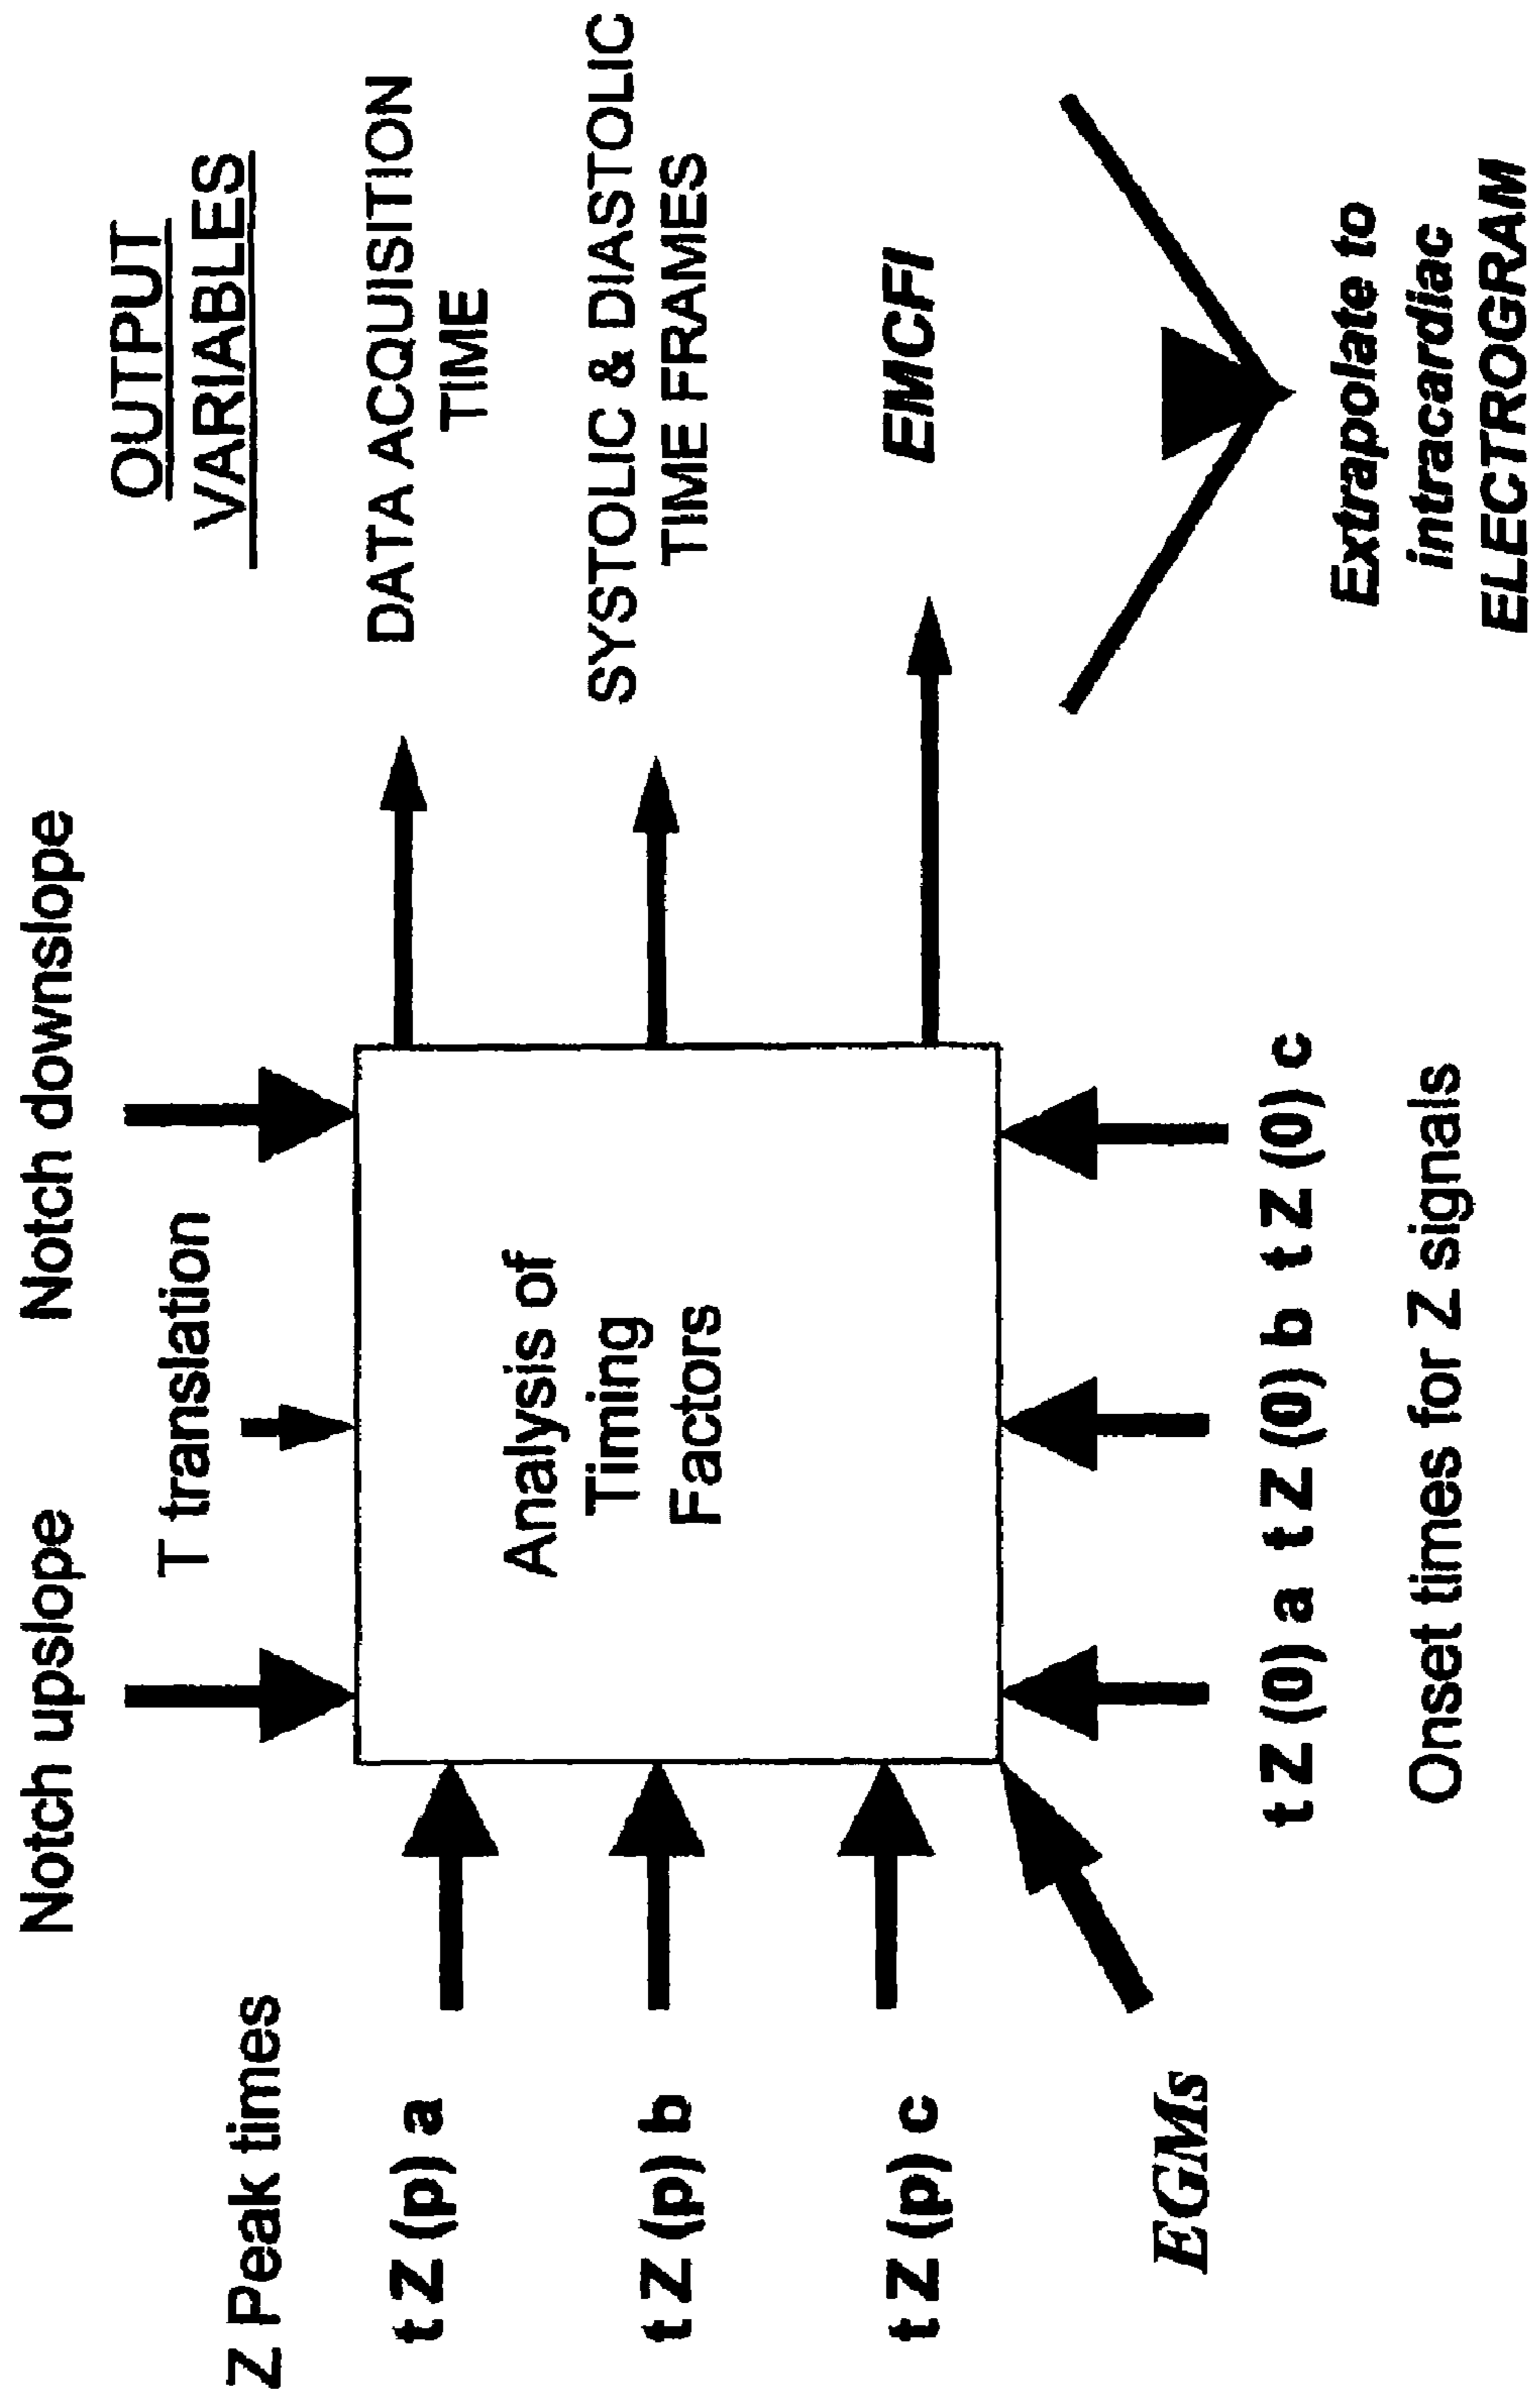 Notch upslope
Notch downslope
T translation
OUTPUT
VARIABLES
Z Peak times
t Z (p) a
t Z (p) b
t Z (p) c
EGMs
Analysis of
Timing
Factors
DATA ACQUISITION
TIME
SYSTOLIC & DIASTOLIC
TIME FRAMES
EMCFI
t Z (0) a t Z (0) b t Z (0) c
Onset times for Z signals
Extrapolate to
intracardiac
ELECTROGRAM